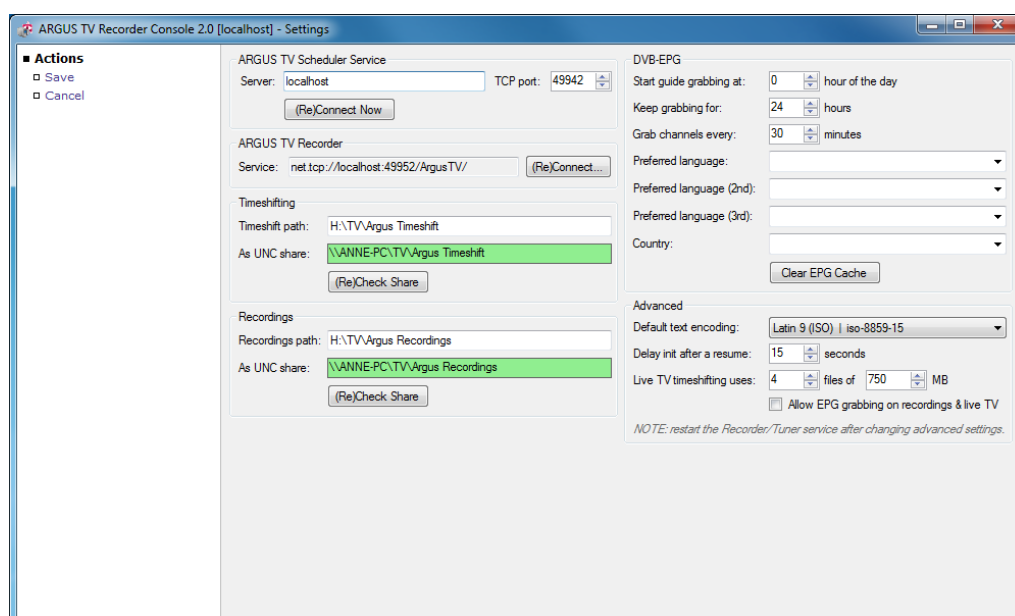 ARGUS TV Recorder Console 2.0 [localhost] - Settings
Actions
Save
Cancel
ARGUS TV Scheduler Service
Server: localhost TCP port: 49942
(Re)Connect Now
ARGUS TV Recorder
Service: net.tcp://localhost:49952/ArgusTV/ (Re)Connect...
Timeshifting
Timeshift path: H:\TV\Argus Timeshift
As UNC share: \\ANNE-PC\TV\Argus Timeshift
(Re)Check Share
Recordings
Recordings path: H:\TV\Argus Recordings
As UNC share: \\ANNE-PC\TV\Argus Recordings
(Re)Check Share
DVB-EPG
Start guide grabbing at: 0 hour of the day
Keep grabbing for: 24 hours
Grab channels every: 30 minutes
Preferred language:
Preferred language (2nd):
Preferred language (3rd):
Country:
Clear EPG Cache
Advanced
Default text encoding: Latin 9 (ISO) | iso-8859-15
Delay init after a resume: 15 seconds
Live TV timeshifting uses: 4 files of 750 MB
Allow EPG grabbing on recordings & live TV
NOTE: restart the Recorder/Tuner service after changing advanced settings.